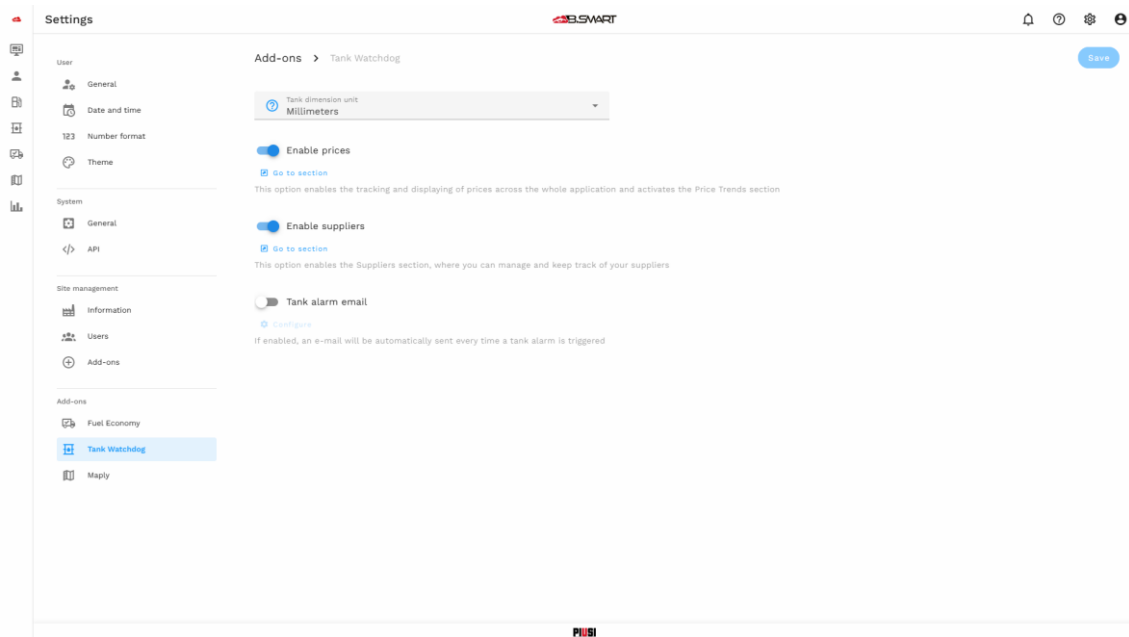 Settings
B.SMART
User
General
Date and time
123 Number format
Theme
System
General
</> API
Site management
Information
Users
Add-ons
Add-ons
Fuel Economy
Tank Watchdog
Maply
Add-ons > Tank Watchdog
Save
Tank dimension unit
Millimeters
Enable prices
Go to section
This option enables the tracking and displaying of prices across the whole application and activates the Price Trends section
Enable suppliers
Go to section
This option enables the Suppliers section, where you can manage and keep track of your suppliers
Tank alarm email
Configure
If enabled, an e-mail will be automatically sent every time a tank alarm is triggered
PIUSI